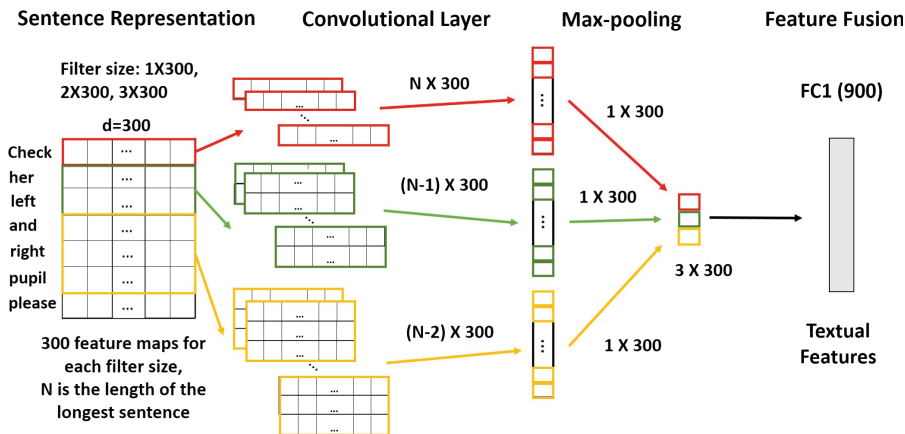 Sentence Representation
Convolutional Layer
Max-pooling
Feature Fusion
Filter size: 1X300,
2X300, 3X300
d=300
Check
her
left
and
right
pupil
please
...
...
...
...
...
...
...
300 feature maps for
each filter size,
N is the length of the
longest sentence
...
...
...
N X 300
...
...
...
...
...
(N-1) X 300
...
...
...
...
...
...
...
(N-2) X 300
...
...
...
1 X 300
1 X 300
1 X 300
3 X 300
FC1 (900)
Textual
Features